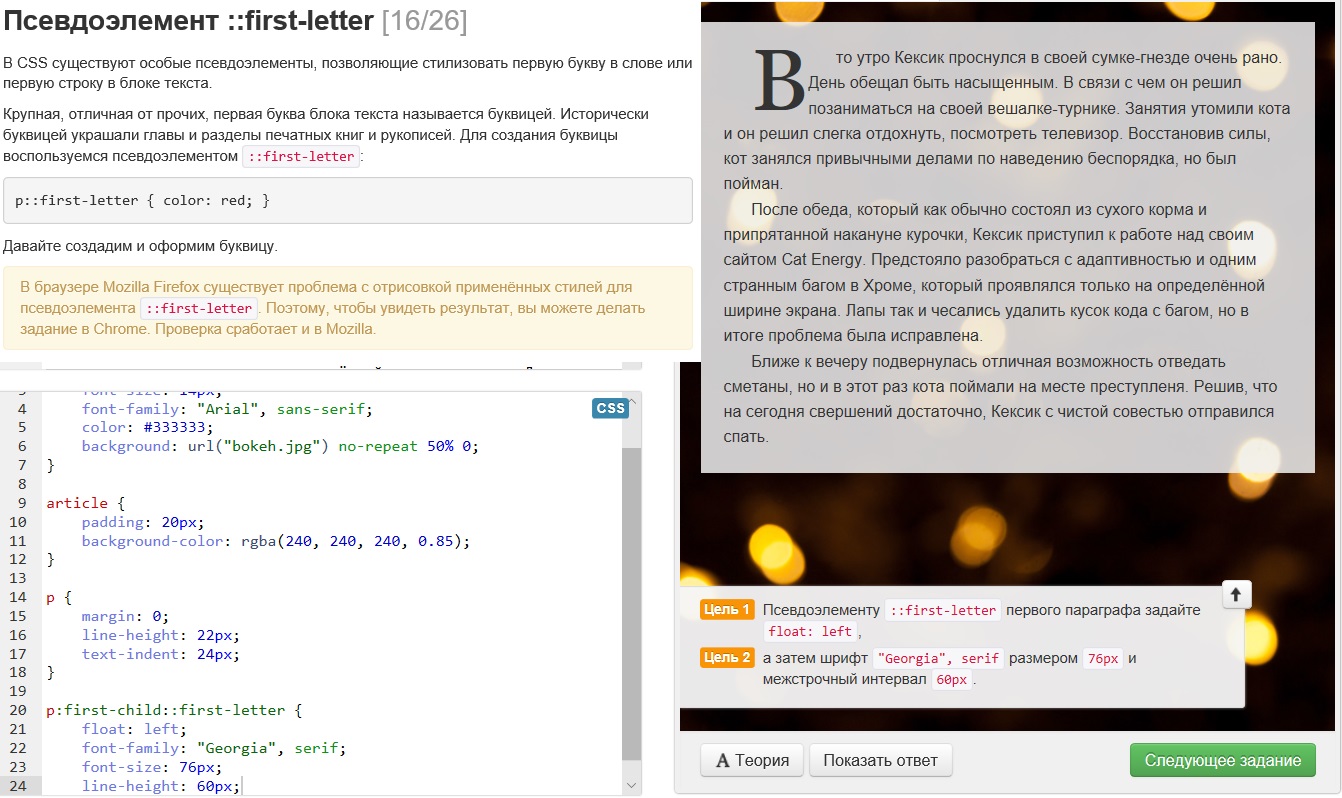 Псевдоэлемент ::first-letter [16/26]
В CSS существуют особые псевдоэлементы, позволяющие стилизовать первую букву в слове или
первую строку в блоке текста.
Крупная, отличная от прочих, первая буква блока текста называется буквицей. Исторически
буквицей украшали главы и разделы печатных книг и рукописей. Для создания буквицы
воспользуемся псевдоэлементом ::first-letter:
p::first-letter { color: red; }
Давайте создадим и оформим буквицу.
В браузере Mozilla Firefox существует проблема с отрисовкой применённых стилей для
псевдоэлемента ::first-letter. Поэтому, чтобы увидеть результат, вы можете делать
задание в Chrome. Проверка сработает и в Mozilla.
CSS
3 font-size: 14px;
4 font-family: "Arial", sans-serif;
5 color: #333333;
6 background: url("bokeh.jpg") no-repeat 50% 0;
7 }
8
9 article {
10 padding: 20px;
11 background-color: rgba(240, 240, 240, 0.85);
12 }
13
14 p {
15 margin: 0;
16 line-height: 22px;
17 text-indent: 24px;
18 }
19
20 p:first-child::first-letter {
21 float: left;
22 font-family: "Georgia", serif;
23 font-size: 76px;
24 line-height: 60px;
В то утро Кексик проснулся в своей сумке-гнезде очень рано.
День обещал быть насыщенным. В связи с чем он решил
позаниматься на своей вешалке-турнике. Занятия утомили кота
и он решил слегка отдохнуть, посмотреть телевизор. Восстановив силы,
кот занялся привычными делами по наведению беспорядка, но был
пойман.
После обеда, который как обычно состоял из сухого корма и
припрятанной накануне курочки, Кексик приступил к работе над своим
сайтом Cat Energy. Предстояло разобраться с адаптивностью и одним
странным багом в Хроме, который проявлялся только на определённой
ширине экрана. Лапы так и чесались удалить кусок кода с багом, но в
итоге проблема была исправлена.
Ближе к вечеру подвернулась отличная возможность отведать
сметаны, но и в этот раз кота поймали на месте преступленя. Решив, что
на сегодня свершений достаточно, Кексик с чистой совестью отправился
спать.
Цель 1 Псевдоэлементу ::first-letter первого параграфа задайте
float: left,
Цель 2 а затем шрифт "Georgia", serif размером 76px и
межстрочный интервал 60px.
A Теория
Показать ответ
Следующее задание